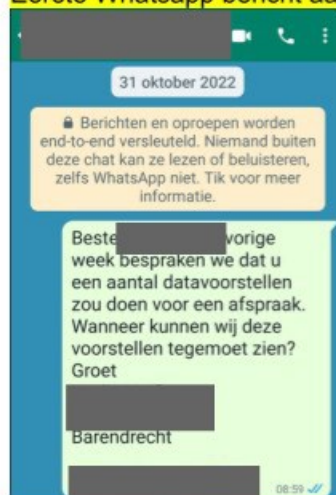 Eerste Whatsapp bericht aa
31 oktober 2022
Berichten en oproepen worden
end-to-end versleuteld. Niemand buiten
deze chat kan ze lezen of beluisteren,
zelfs WhatsApp niet. Tik voor meer
informatie.
Beste vorige
week bespraken we dat u
een aantal datavoorstellen
zou doen voor een afspraak.
Wanneer kunnen wij deze
voorstellen tegemoet zien?
Groet
Barendrecht
08:59